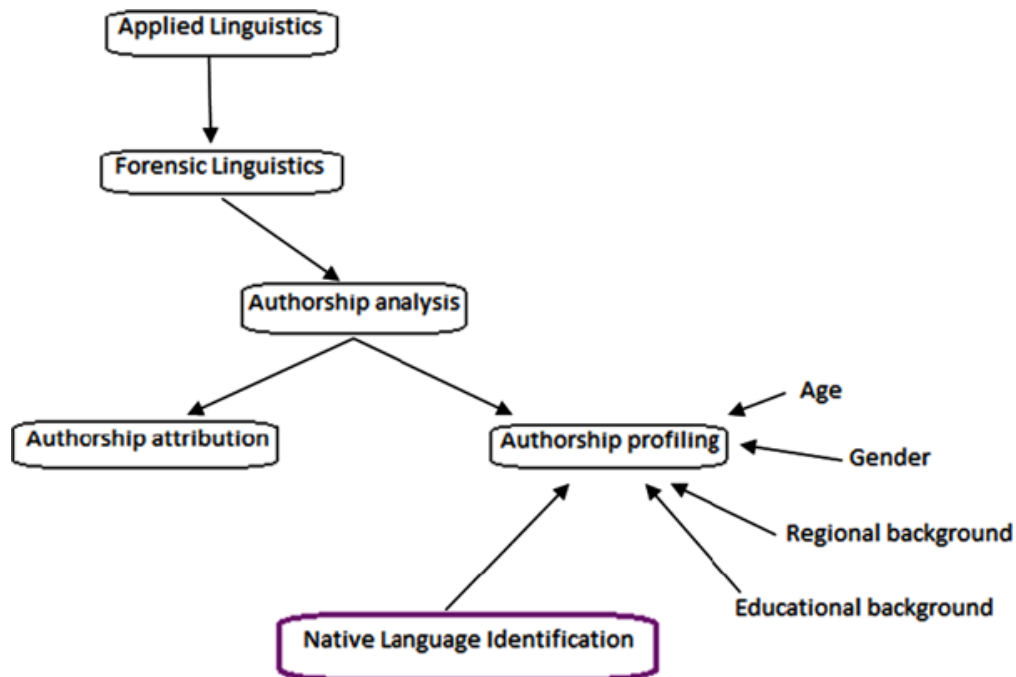 Applied Linguistics
Forensic Linguistics
Authorship analysis
Authorship attribution
Authorship profiling
Age
Gender
Regional background
Educational background
Native Language Identification